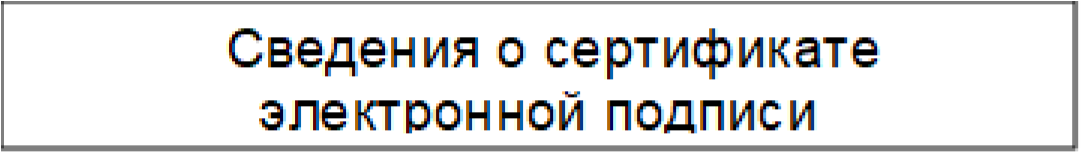 Сведения о сертификате
электронной подписи